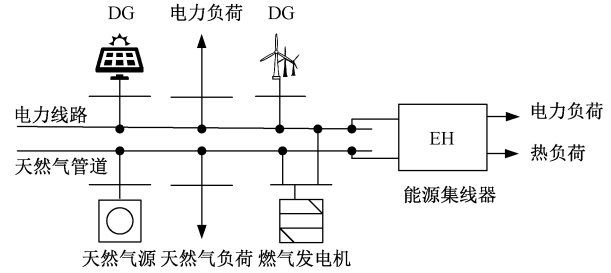 DG 电力负荷 DG
电力线路
电力负荷
EH
天然气管道
热负荷
能源集线器
天然气源 天然气负荷 燃气发电机